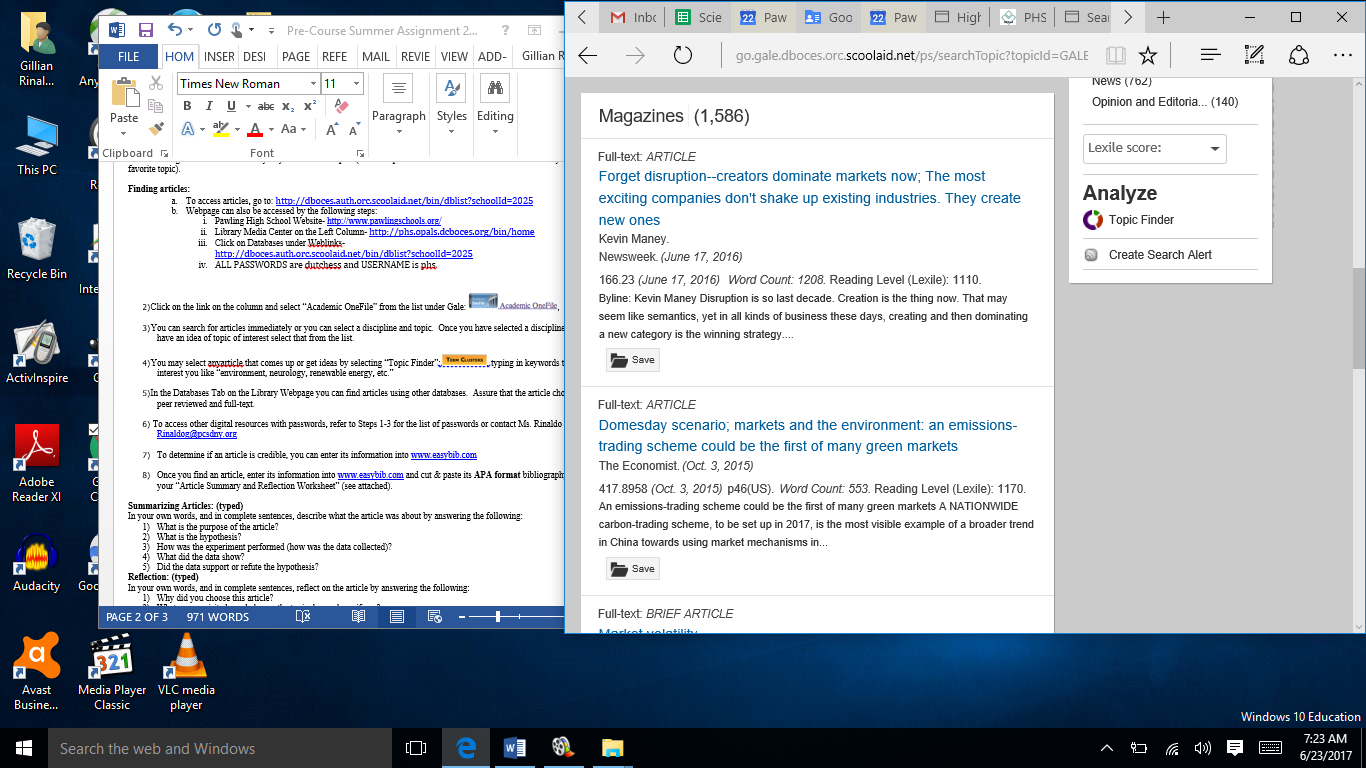 Gillian
Rinal...
This PC
Recycle Bin
ActivInspire
Adobe
Reader XI
Audacity
Avast
Busine...
Media Player
Classic
VLC media
player
Pre-Course Summer Assignment 2...
FILE HOM INSER DESI PAGE REFE MAIL REVIE VIEW ADD- Gillian R
Paste
Clipboard
Times New Roman 11
Font
Paragraph
Styles
Editing
favorite topic).
Finding articles:
a. To access articles, go to: http://dboces.auth.orc.scoolaid.net/bin/dblist?schoolId=2025
b. Webpage can also be accessed by the following steps:
i. Pawling High School Website- http://www.pawlingschools.org/
ii. Library Media Center on the Left Column- http://phs.opals.dcboces.org/bin/home
iii. Click on Databases under Weblinks-
http://dboces.auth.orc.scoolaid.net/bin/dblist?schoolId=2025
iv. ALL PASSWORDS are dutchess and USERNAME is phs.
2)Click on the link on the column and select “Academic OneFile” from the list under Gale: Academic OneFile,
3)You can search for articles immediately or you can select a discipline and topic. Once you have selected a discipline
have an idea of topic of interest select that from the list.
4)You may select anyarticle that comes up or get ideas by selecting “Topic Finder”: Term Clusters typing in keywords t
interest you like “environment, neurology, renewable energy, etc.”
5)In the Databases Tab on the Library Webpage you can find articles using other databases. Assure that the article cho
peer reviewed and full-text.
6) To access other digital resources with passwords, refer to Steps 1-3 for the list of passwords or contact Ms. Rinaldo
Rinaldog@pcsdny.org
7) To determine if an article is credible, you can enter its information into www.easybib.com
8) Once you find an article, enter its information into www.easybib.com and cut & paste its APA format bibliograph
your “Article Summary and Reflection Worksheet” (see attached).
Summarizing Articles: (typed)
In your own words, and in complete sentences, describe what the article was about by answering the following:
1) What is the purpose of the article?
2) What is the hypothesis?
3) How was the experiment performed (how was the data collected)?
4) What did the data show?
5) Did the data support or refute the hypothesis?
Reflection: (typed)
In your own words, and in complete sentences, reflect on the article by answering the following:
1) Why did you choose this article?
PAGE 2 OF 3 971 WORDS
Inbo Scie Paw Goo Paw High PHS Sear
go.gale.dboces.orc.scoolaid.net/ps/searchTopic?topicId=GALE
Magazines (1,586)
Full-text: ARTICLE
Forget disruption--creators dominate markets now; The most
exciting companies don't shake up existing industries. They create
new ones
Kevin Maney.
Newsweek. (June 17, 2016)
166.23 (June 17, 2016) Word Count: 1208. Reading Level (Lexile): 1110.
Byline: Kevin Maney Disruption is so last decade. Creation is the thing now. That may
seem like semantics, yet in all kinds of business these days, creating and then dominating
a new category is the winning strategy....
Save
Full-text: ARTICLE
Domesday scenario; markets and the environment: an emissions-
trading scheme could be the first of many green markets
The Economist. (Oct. 3, 2015)
417.8958 (Oct. 3, 2015) p46(US). Word Count: 553. Reading Level (Lexile): 1170.
An emissions-trading scheme could be the first of many green markets A NATIONWIDE
carbon-trading scheme, to be set up in 2017, is the most visible example of a broader trend
in China towards using market mechanisms in...
Save
Full-text: BRIEF ARTICLE
Market volatility
News (762)
Opinion and Editoria... (140)
Lexile score:
Analyze
Topic Finder
Create Search Alert
Windows 10 Education
Search the web and Windows
7:23 AM
6/23/2017